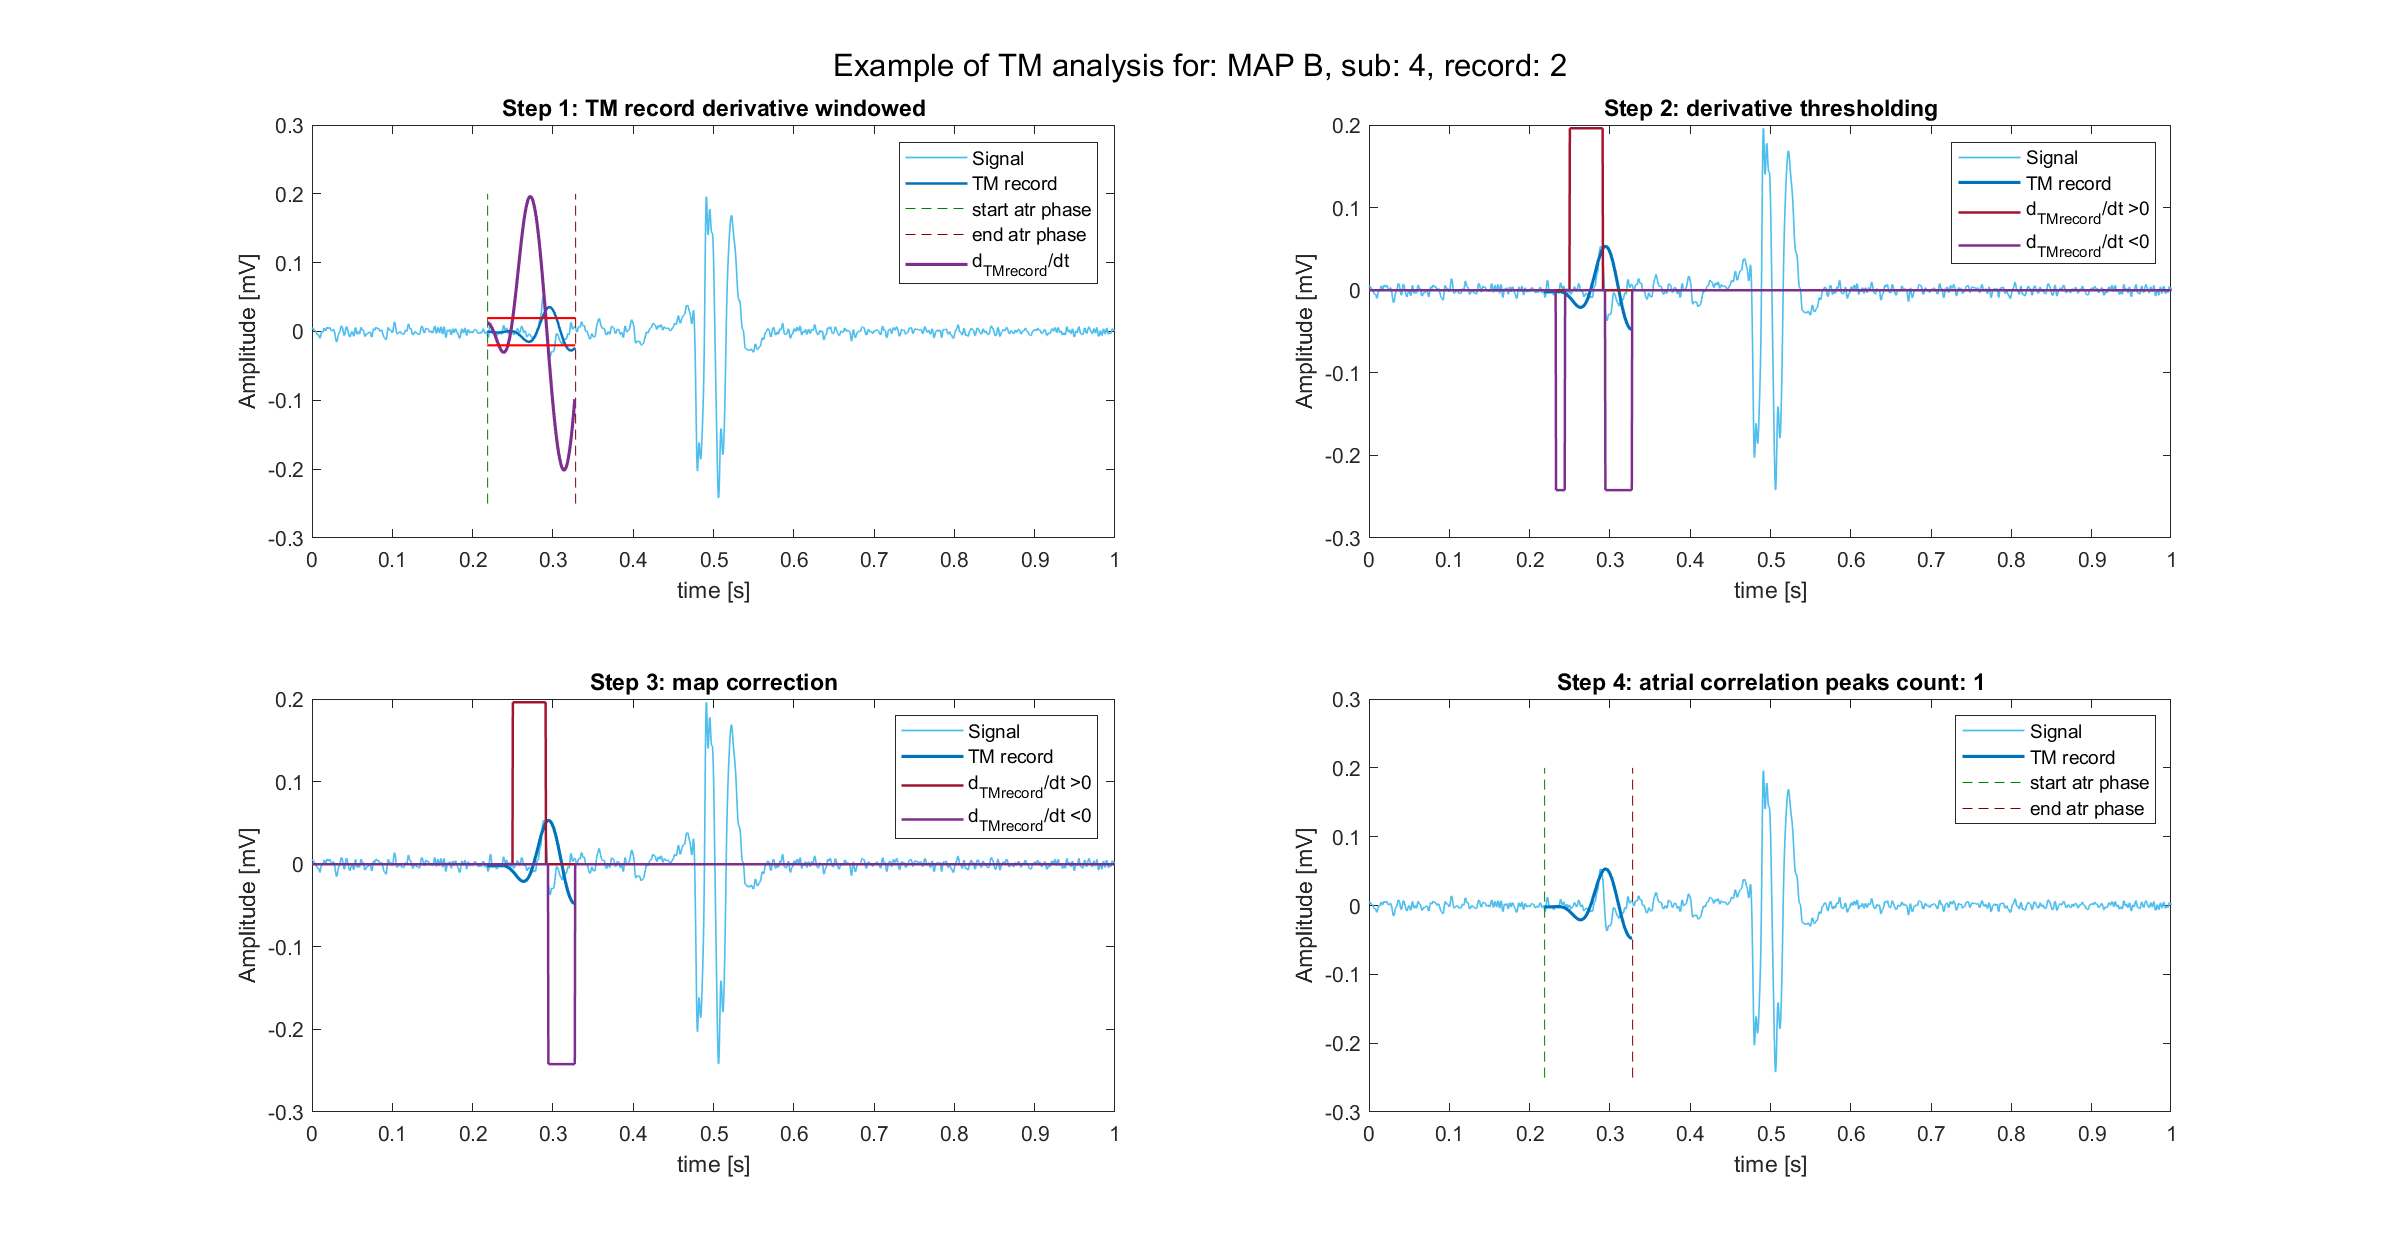 Example of TM analysis for: MAP B, sub: 4, record: 2
Step 1: TM record derivative windowed
Amplitude [mV]
0.3
0.2
0.1
0
-0.1
-0.2
-0.3
0 0.1 0.2 0.3 0.4 0.5 0.6 0.7 0.8 0.9 1
time [s]
Signal
TM record
start atr phase
end atr phase
dTMrecord/dt
Step 2: derivative thresholding
Amplitude [mV]
0.2
0.1
0
-0.1
-0.2
-0.3
0 0.1 0.2 0.3 0.4 0.5 0.6 0.7 0.8 0.9 1
time [s]
Signal
TM record
dTMrecord/dt >0
dTMrecord/dt <0
Step 3: map correction
Amplitude [mV]
0.2
0.1
0
-0.1
-0.2
-0.3
0 0.1 0.2 0.3 0.4 0.5 0.6 0.7 0.8 0.9 1
time [s]
Signal
TM record
dTMrecord/dt >0
dTMrecord/dt <0
Step 4: atrial correlation peaks count: 1
Amplitude [mV]
0.3
0.2
0.1
0
-0.1
-0.2
-0.3
0 0.1 0.2 0.3 0.4 0.5 0.6 0.7 0.8 0.9 1
time [s]
Signal
TM record
start atr phase
end atr phase